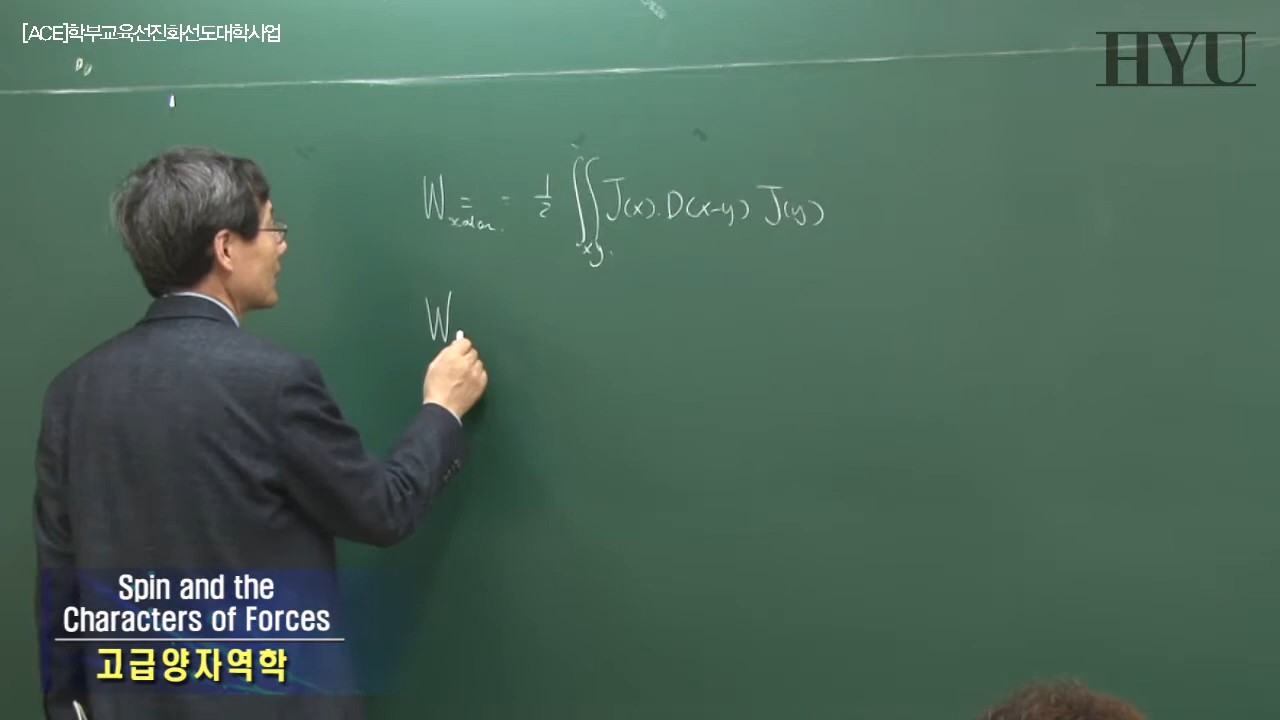 [ACE]학부교육선진화선도대학사업
HYU
W_scalar = - 1/2 ∬_xy J(x). D(x-y) J(y)
W
Spin and the
Characters of Forces
고급양자역학